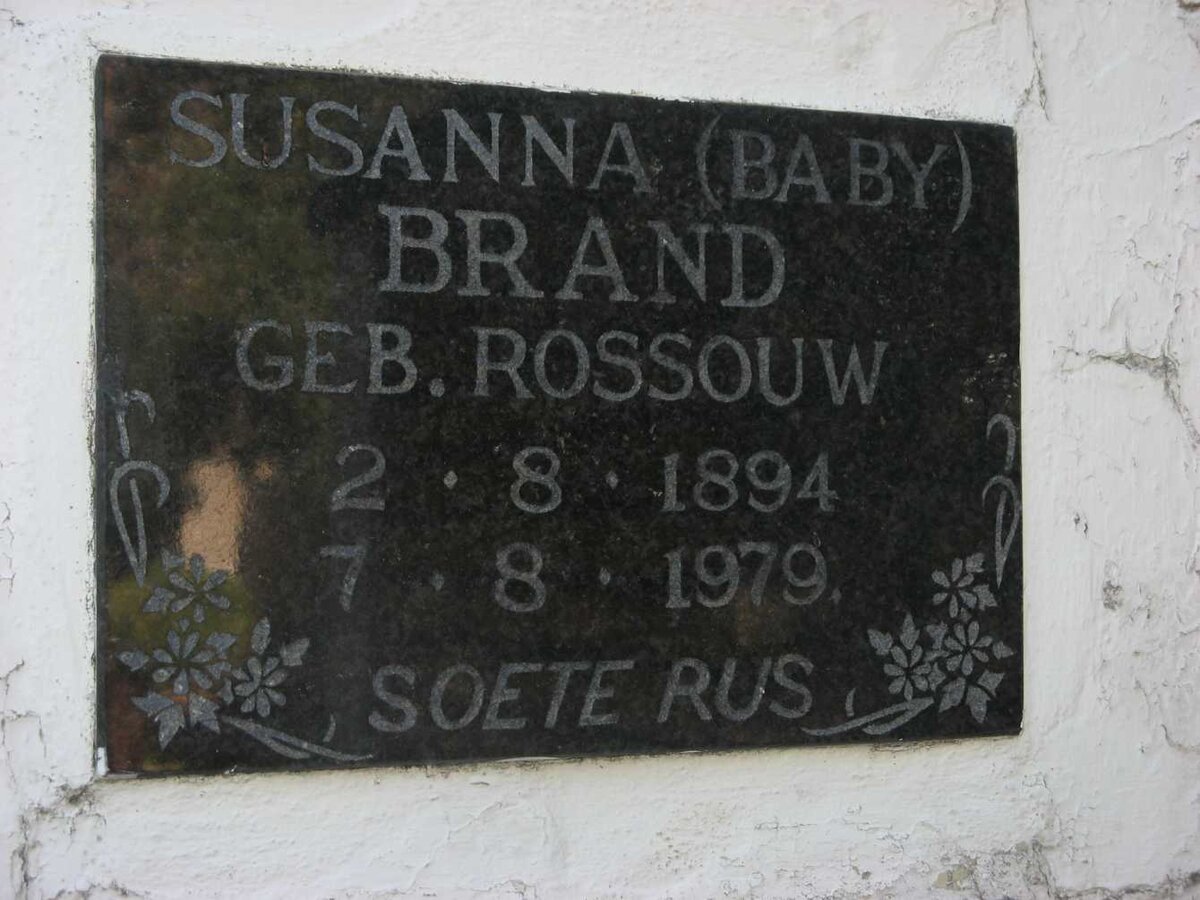 SUSANNA (BABY)
BRAND
GEB. ROSSOUW
2 · 8 · 1894
7 · 8 · 1979.
SOETE RUS